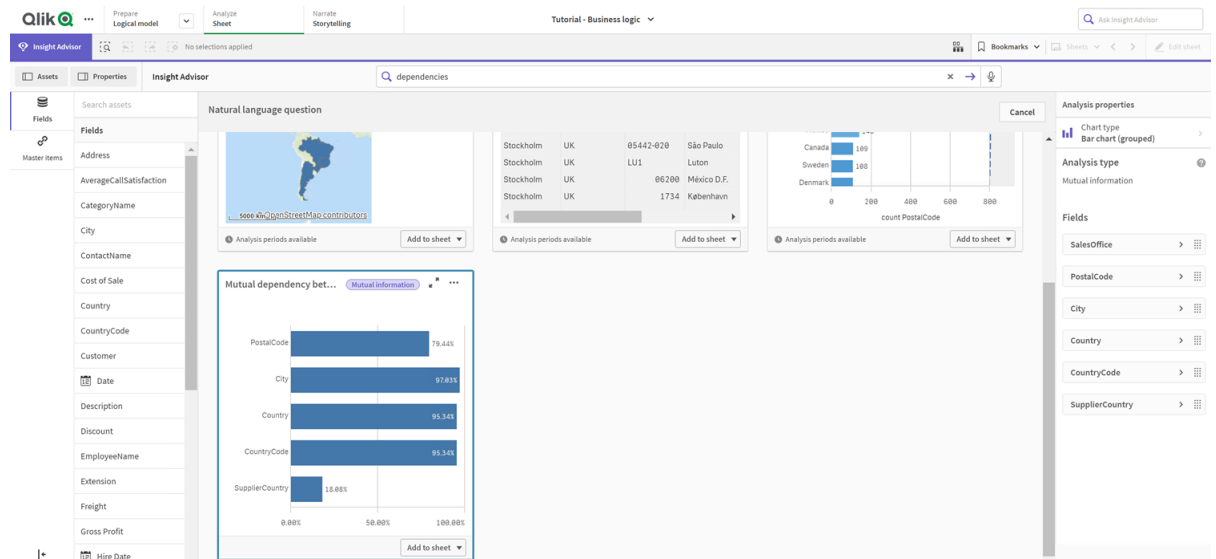 Qlik
Prepare
Logical model
Analyze
Sheet
Narrate
Storytelling
Tutorial - Business logic
Ask Insight Advisor
Insight Advisor
No selections applied
Bookmarks
Sheets
Edit sheet
Assets
Properties
Insight Advisor
dependencies
Fields
Master items
Search assets
Fields
Address
AverageCallSatisfaction
CategoryName
City
ContactName
Cost of Sale
Country
CountryCode
Customer
Date
Description
Discount
EmployeeName
Extension
Freight
Gross Profit
Hire Date
Natural language question
Cancel
5000 km
OpenStreetMap contributors
Analysis periods available
Add to sheet
Stockholm UK 05442-020 São Paulo
Stockholm UK LU1 Luton
Stockholm UK 06200 México D.F.
Stockholm UK 1734 København
Analysis periods available
Add to sheet
Canada 109
Sweden 108
Denmark
0 200 400 600 800
count PostalCode
Analysis periods available
Add to sheet
Mutual dependency bet...
Mutual information
PostalCode 79.44%
City 97.03%
Country 95.34%
CountryCode 95.34%
SupplierCountry 18.08%
0.00% 50.00% 100.00%
Add to sheet
Analysis properties
Chart type
Bar chart (grouped)
Analysis type
Mutual information
Fields
SalesOffice
PostalCode
City
Country
CountryCode
SupplierCountry